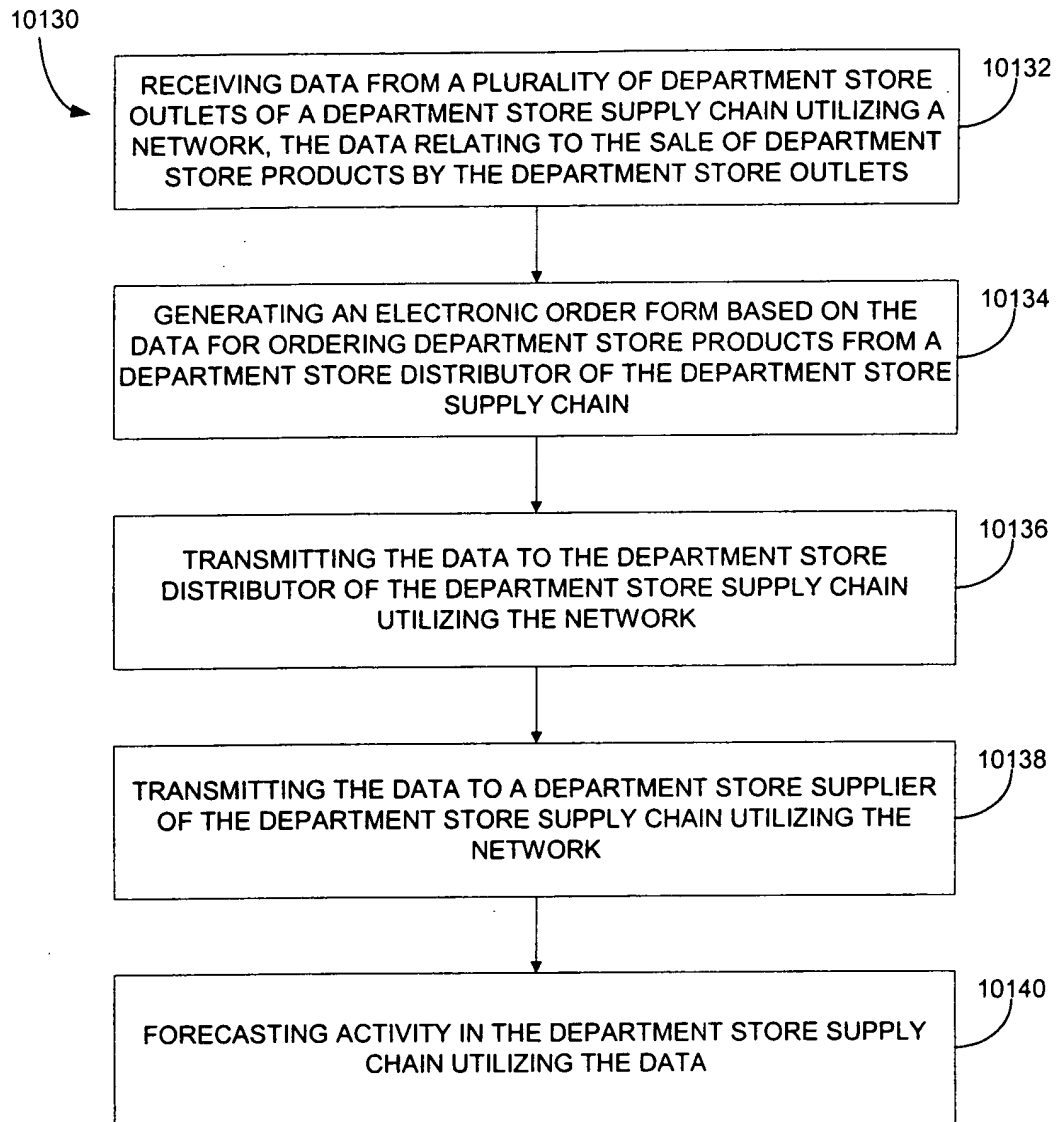 10130
10132
RECEIVING DATA FROM A PLURALITY OF DEPARTMENT STORE
OUTLETS OF A DEPARTMENT STORE SUPPLY CHAIN UTILIZING A
NETWORK, THE DATA RELATING TO THE SALE OF DEPARTMENT
STORE PRODUCTS BY THE DEPARTMENT STORE OUTLETS
10134
GENERATING AN ELECTRONIC ORDER FORM BASED ON THE
DATA FOR ORDERING DEPARTMENT STORE PRODUCTS FROM A
DEPARTMENT STORE DISTRIBUTOR OF THE DEPARTMENT STORE
SUPPLY CHAIN
10136
TRANSMITTING THE DATA TO THE DEPARTMENT STORE
DISTRIBUTOR OF THE DEPARTMENT STORE SUPPLY CHAIN
UTILIZING THE NETWORK
10138
TRANSMITTING THE DATA TO A DEPARTMENT STORE SUPPLIER
OF THE DEPARTMENT STORE SUPPLY CHAIN UTILIZING THE
NETWORK
10140
FORECASTING ACTIVITY IN THE DEPARTMENT STORE SUPPLY
CHAIN UTILIZING THE DATA